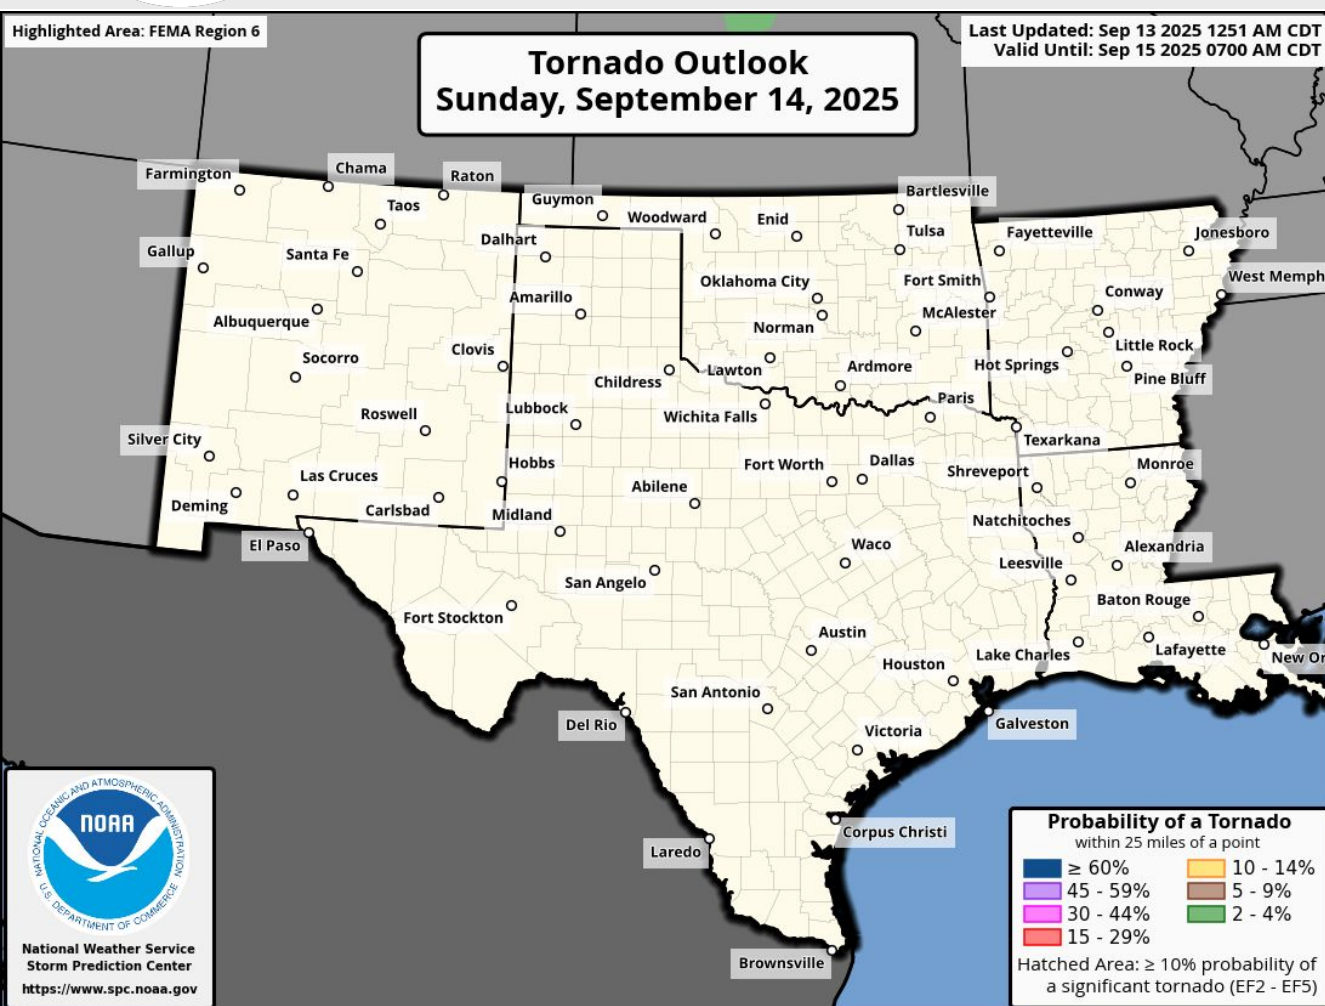 Highlighted Area: FEMA Region 6
Last Updated: Sep 13 2025 1251 AM CDT
Valid Until: Sep 15 2025 0700 AM CDT
Tornado Outlook
Sunday, September 14, 2025
Farmington
Chama
Raton
Taos
Guymon
Woodward
Enid
Bartlesville
Tulsa
Fayetteville
Jonesboro
Gallup
Santa Fe
Dalhart
Oklahoma City
Fort Smith
West Memph
Amarillo
Conway
Albuquerque
Norman
McAlester
Little Rock
Socorro
Clovis
Childress
Lawton
Ardmore
Hot Springs
Pine Bluff
Roswell
Lubbock
Wichita Falls
Paris
Silver City
Texarkana
Las Cruces
Hobbs
Abilene
Fort Worth
Dallas
Shreveport
Monroe
Deming
Carlsbad
Midland
Natchitoches
El Paso
Waco
Alexandria
San Angelo
Leesville
Fort Stockton
Baton Rouge
Austin
Houston
Lake Charles
Lafayette
New Or
San Antonio
Del Rio
Victoria
Galveston
Corpus Christi
Laredo
Brownsville
NATIONAL OCEANIC AND ATMOSPHERIC ADMINISTRATION
NOAA
U.S. DEPARTMENT OF COMMERCE
National Weather Service
Storm Prediction Center
https://www.spc.noaa.gov
Probability of a Tornado
within 25 miles of a point
≥ 60%
10 - 14%
45 - 59%
5 - 9%
30 - 44%
2 - 4%
15 - 29%
Hatched Area: ≥ 10% probability of
a significant tornado (EF2 - EF5)